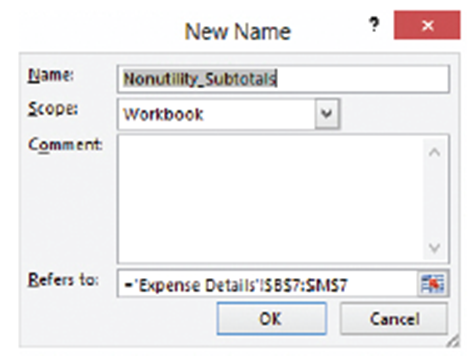 New Name
?
Name:
Nonutility_Subtotals
Scope:
Workbook
Comment:
Refers to:
='Expense Details'!$B$7:$M$7
OK
Cancel